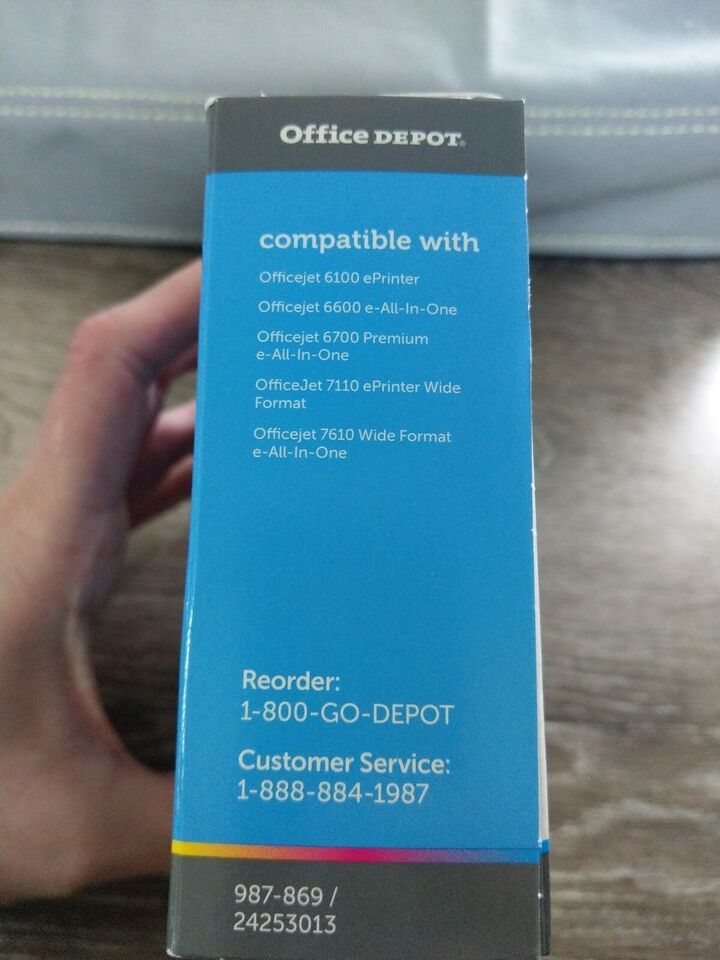 Office DEPOT®
compatible with
Officejet 6100 ePrinter
Officejet 6600 e-All-In-One
Officejet 6700 Premium
e-All-In-One
OfficeJet 7110 ePrinter Wide
Format
Officejet 7610 Wide Format
e-All-In-One
Reorder:
1-800-GO-DEPOT
Customer Service:
1-888-884-1987
987-869 /
24253013